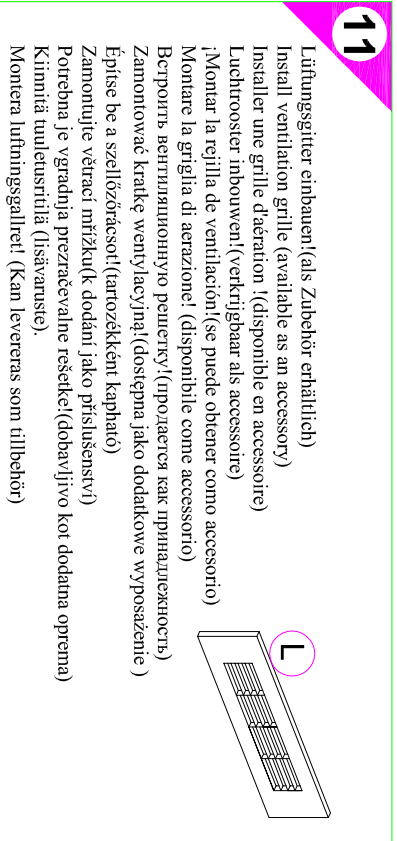 11
Lüftungsgitter einbauen!(als Zubehör erhältlich)
Install ventilation grille (available as an accessory)
Installer une grille d'aération !(disponible en accessoire)
Luchtrooster inbouwen!(verkrijgbaar als accessoire)
¡Montar la rejilla de ventilación!(se puede obtener como accesorio)
Montare la griglia di aerazione! (disponibile come accessorio)
Встроить вентиляционную решетку!(продается как принадлежность)
Zamontować kratkę wentylacyjną!(dostępna jako dodatkowe wyposażenie )
Építse be a szellőzőrácsot!(tartozékként kapható)
Zamontujte větrací mřížku(k dodání jako příslušenství)
Potrebna je vgradnja prezračevalne rešetke!(dobavljivo kot dodatna oprema)
Kiinnitä tuuletusritilä (lisävaruste).
Montera luftningsgallret! (Kan levereras som tillbehör)
L